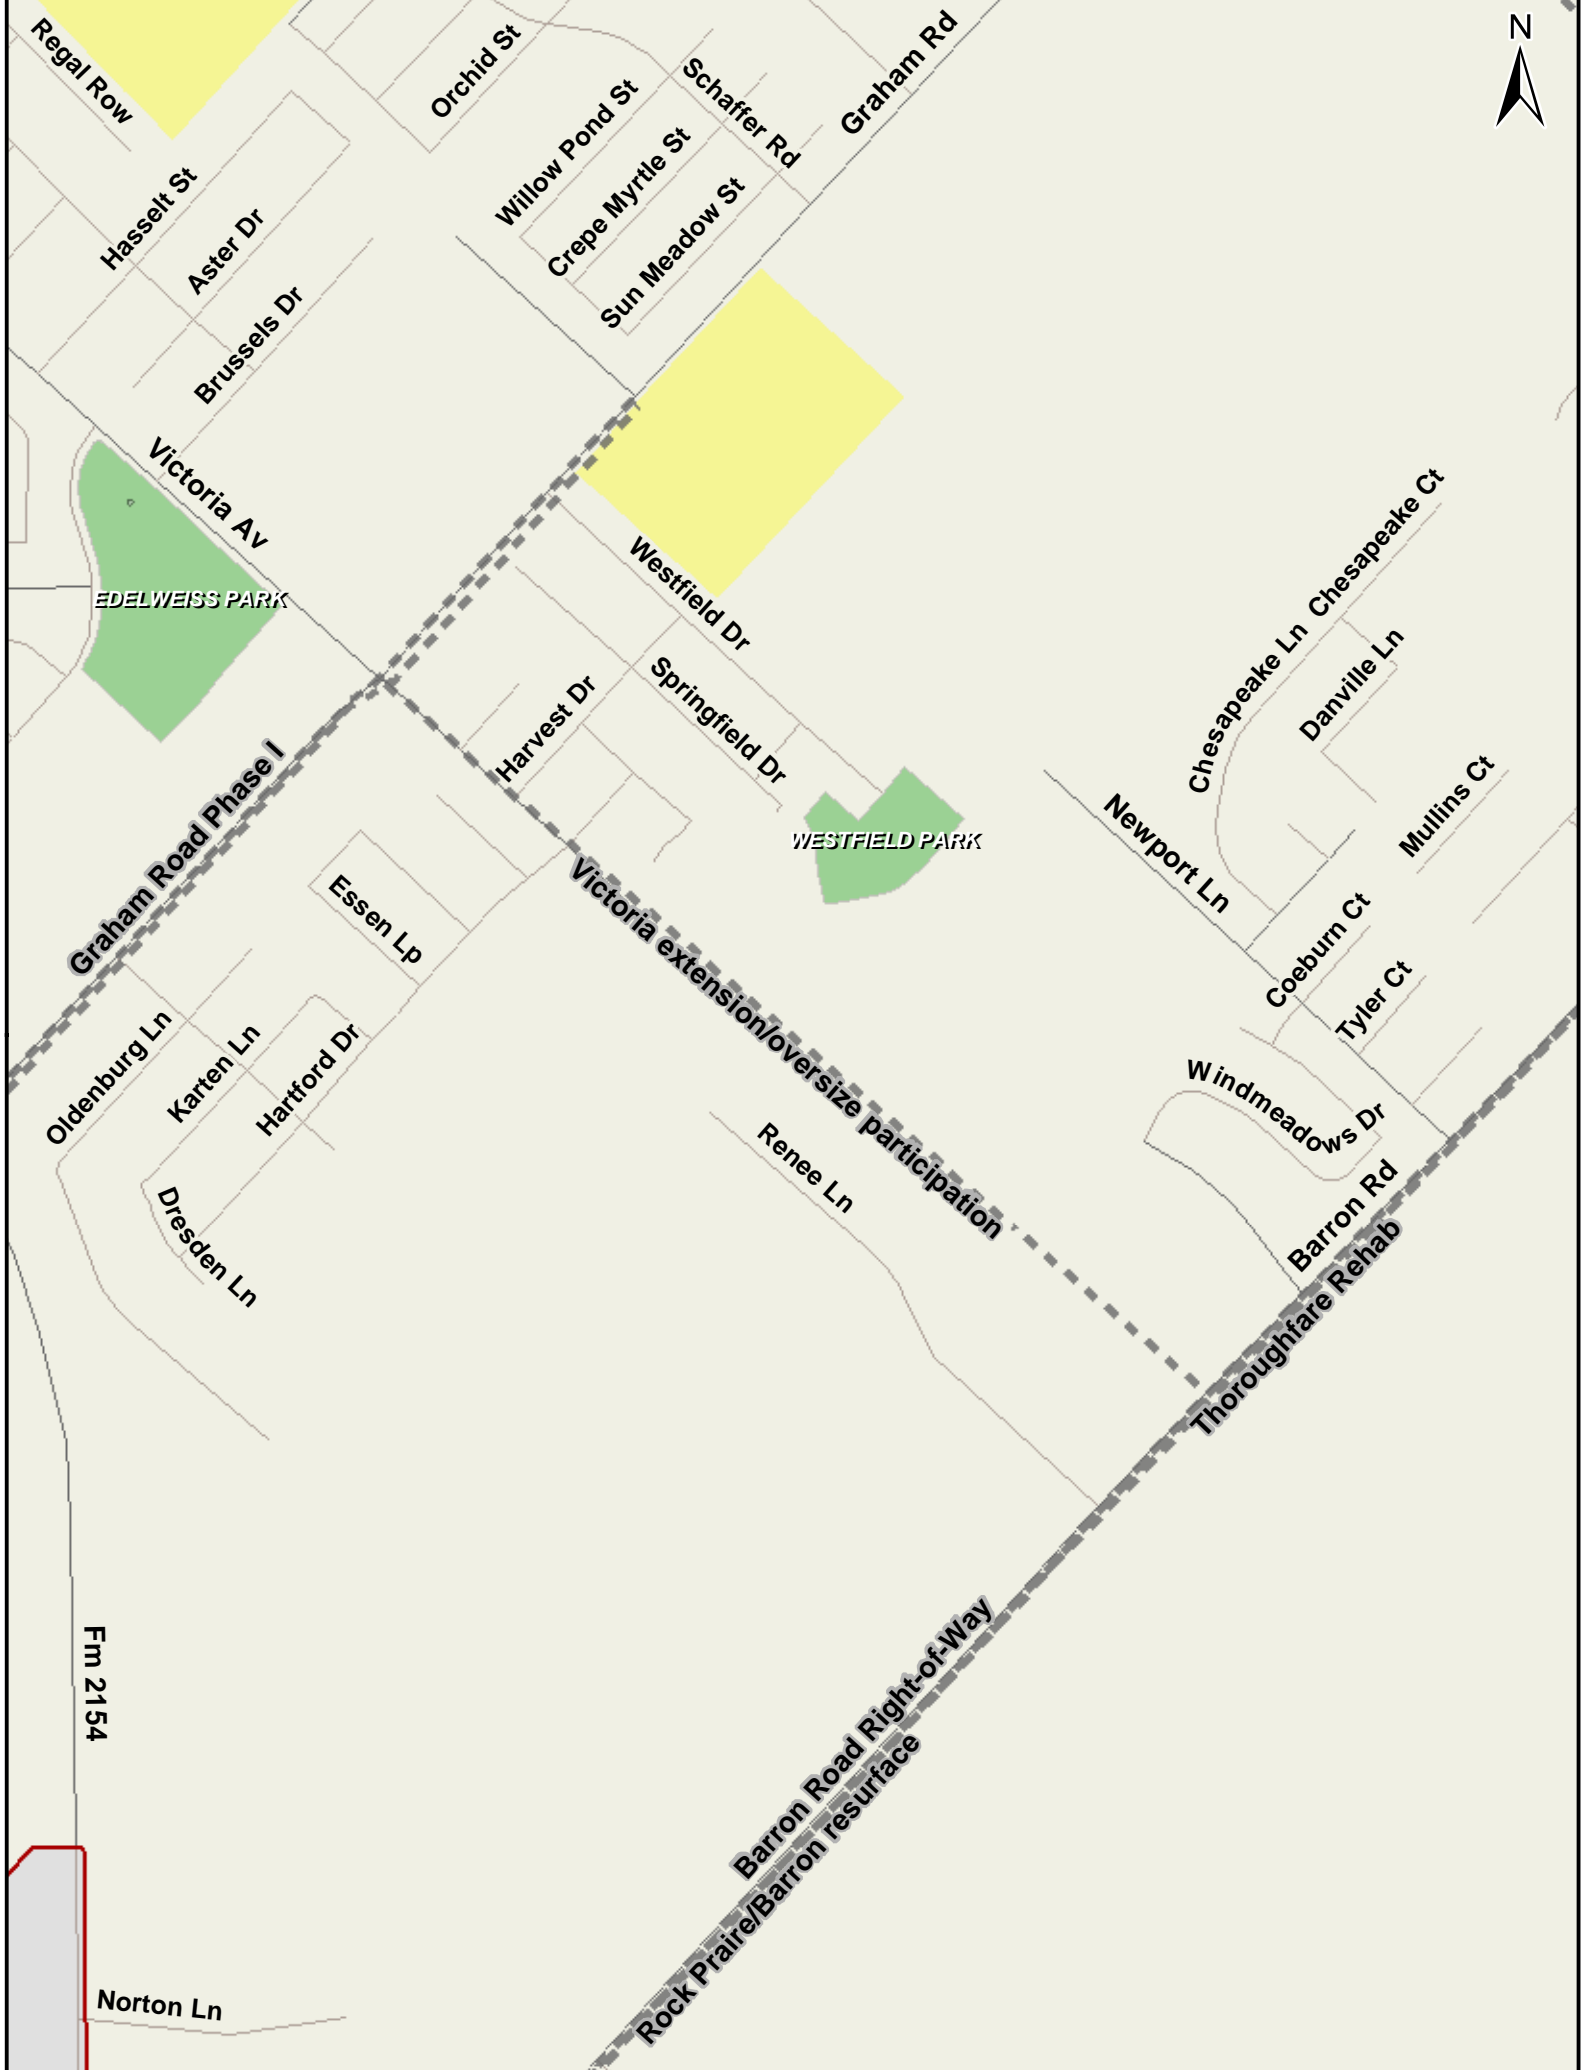 N
Regal Row
Orchid St
Graham Rd
Schaffer Rd
Willow Pond St
Crepe Myrtle St
Sun Meadow St
Hasselt St
Aster Dr
Brussels Dr
Victoria Av
EDELWEISS PARK
Westfield Dr
Springfield Dr
Harvest Dr
WESTFIELD PARK
Chesapeake Ct
Chesapeake Ln
Danville Ln
Mullins Ct
Newport Ln
Coeburn Ct
Tyler Ct
Graham Road Phase I
Essen Lp
Victoria extension/oversize participation
Oldenburg Ln
Karten Ln
Hartford Dr
Dresden Ln
Renee Ln
Windmeadows Dr
Barron Rd
Thoroughfare Rehab
Fm 2154
Barron Road Right-of-Way
Rock Praire/Barron resurface
Norton Ln